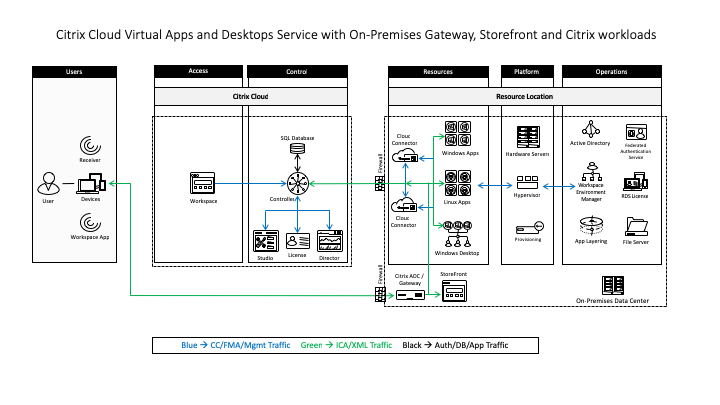 Citrix Cloud Virtual Apps and Desktops Service with On-Premises Gateway, Storefront and Citrix workloads
Users
Access
Control
Resources
Platform
Operations
Citrix Cloud
Resource Location
Receiver
User
Devices
Workspace App
Workspace
SQL Database
Controller
Studio
License
Director
Firewall
Cloud
Connector
Cloud
Connector
Windows Apps
Linux Apps
Windows Desktop
Hardware Servers
Hypervisor
Provisioning
Active Directory
Federated
Authentication
Service
Workspace
Environment
Manager
RDS License
App Layering
File Server
Firewall
Citrix ADC /
Gateway
StoreFront
On-Premises Data Center
Blue → CC/FMA/Mgmt Traffic Green → ICA/XML Traffic Black → Auth/DB/App Traffic